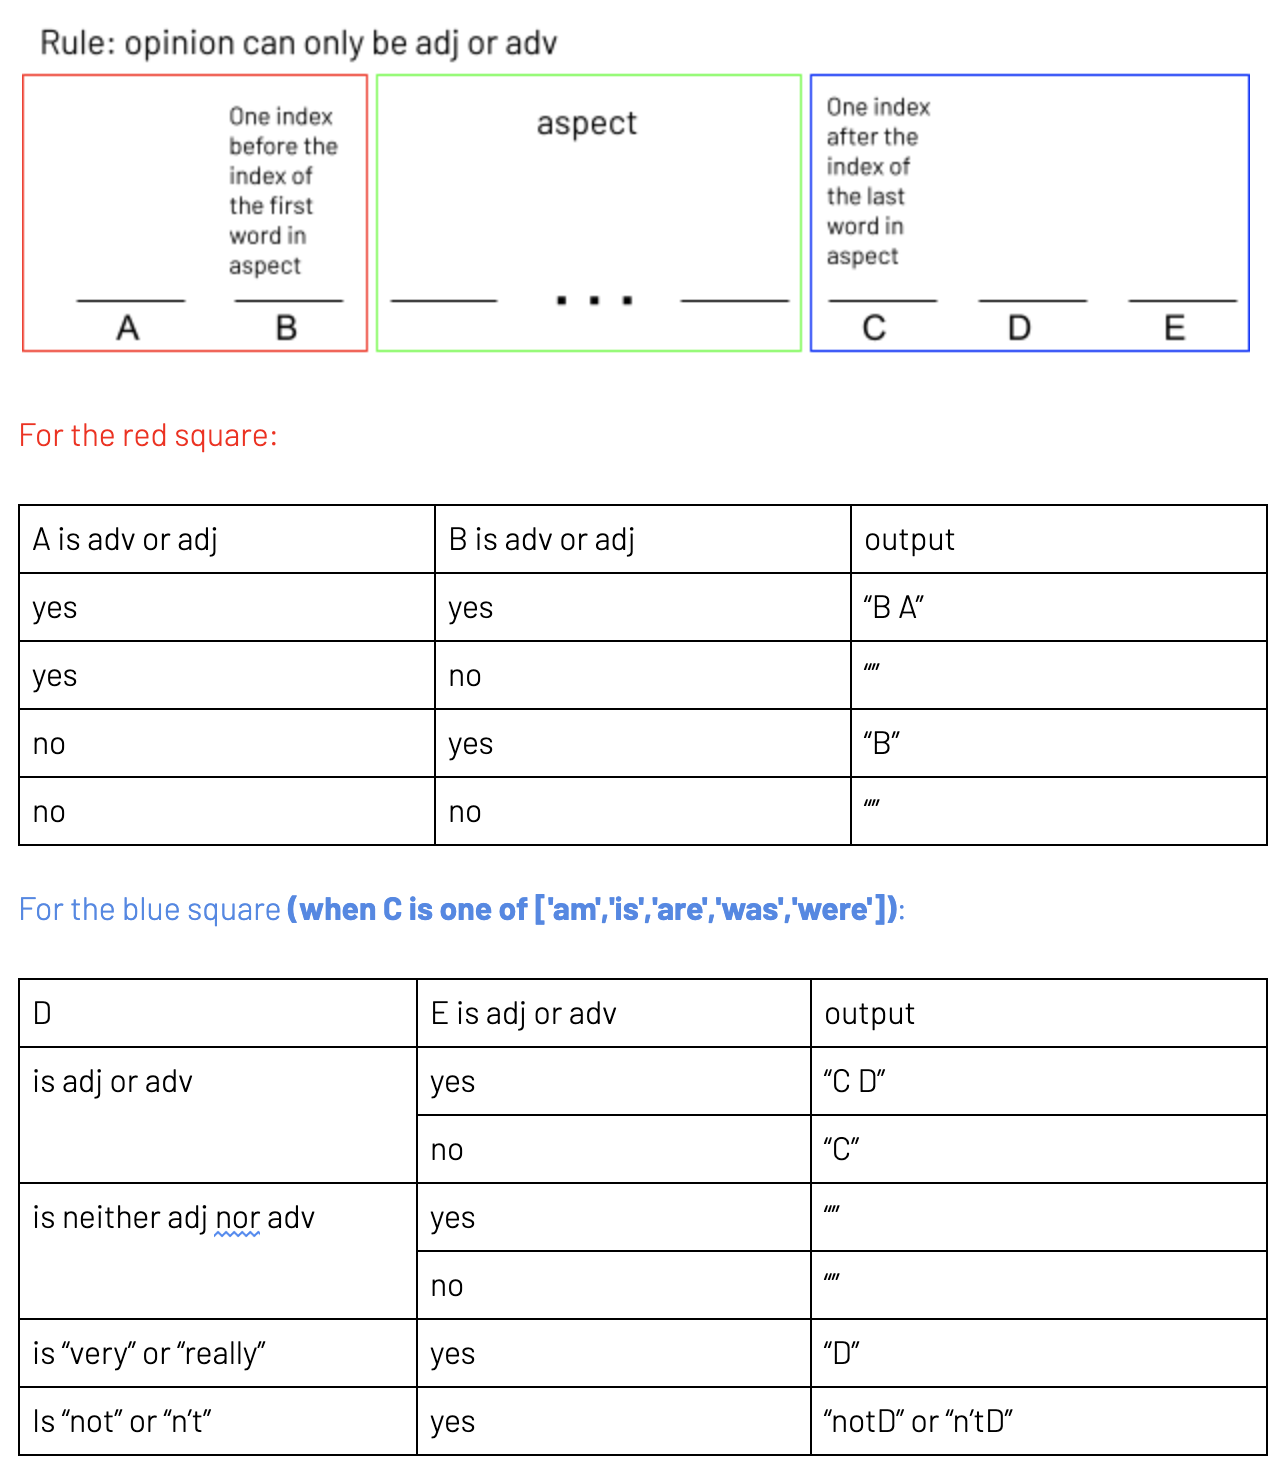 Rule: opinion can only be adj or adv
One index
before the
index of
the first
word in
aspect
A
B
aspect
. . .
One index
after the
index of
the last
word in
aspect
C
D
E
For the red square:
A is adv or adj	B is adv or adj	output
yes	yes	“B A”
yes	no	“”
no	yes	“B”
no	no	“”
For the blue square (when C is one of ['am','is','are','was','were']):
D	E is adj or adv	output
is adj or adv	yes	“C D”
no	“C”
is neither adj nor adv	yes	“”
no	“”
is “very” or “really”	yes	“D”
Is “not” or “n’t”	yes	“notD” or “n’tD”